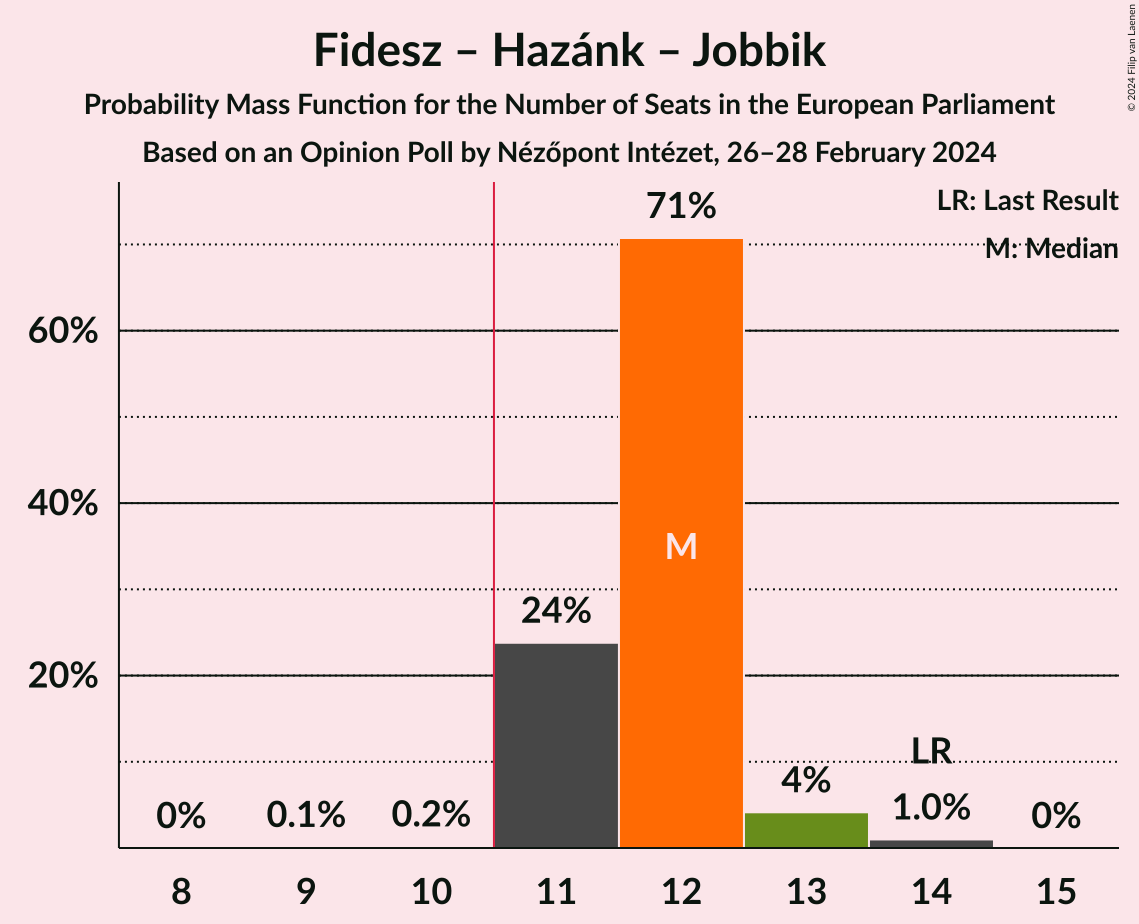 Fidesz – Hazánk – Jobbik
Probability Mass Function for the Number of Seats in the European Parliament
Based on an Opinion Poll by Nézőpont Intézet, 26–28 February 2024
© 2024 Filip van Laenen
LR: Last Result
M: Median
71%
60%
40%
20%
M
24%
LR
4%
0%
0.1%
0.2%
1.0%
0%
8
9
10
11
12
13
14
15